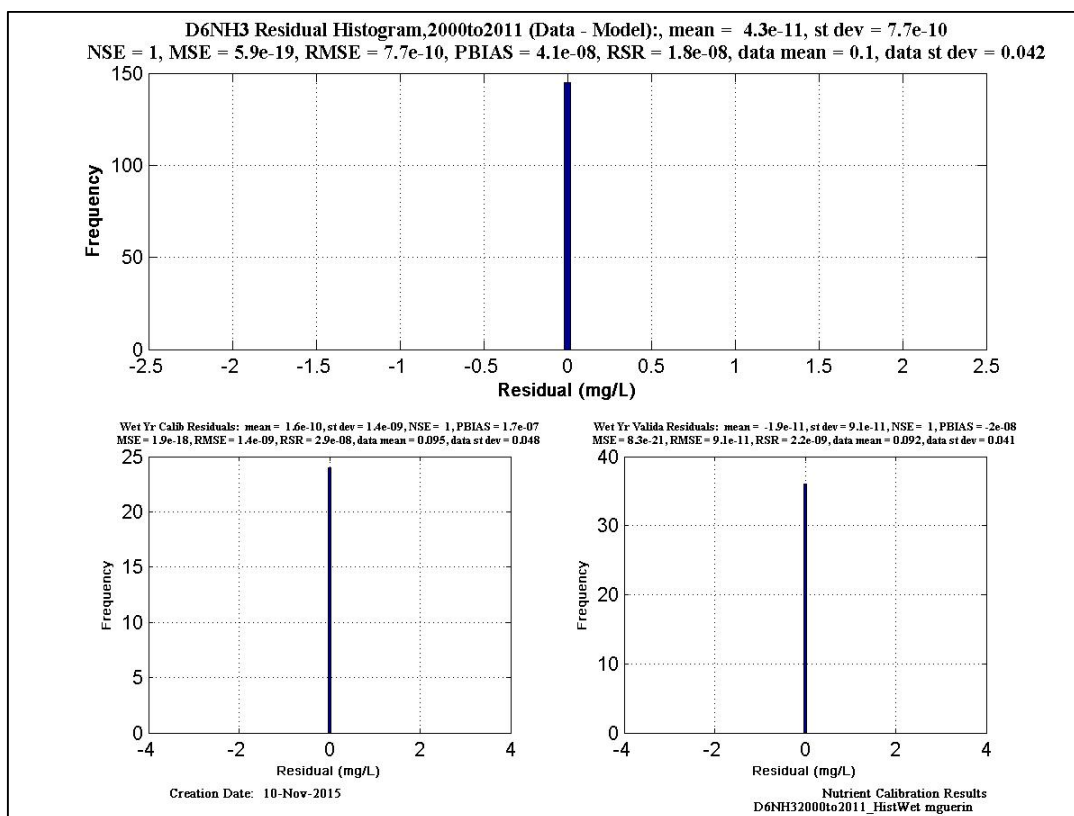 D6NH3 Residual Histogram,2000to2011 (Data - Model):, mean = 4.3e-11, st dev = 7.7e-10
NSE = 1, MSE = 5.9e-19, RMSE = 7.7e-10, PBIAS = 4.1e-08, RSR = 1.8e-08, data mean = 0.1, data st dev = 0.042
150
100
50
0
Frequency
-2.5 -2 -1.5 -1 -0.5 0 0.5 1 1.5 2 2.5
Residual (mg/L)
Wet Yr Calib Residuals: mean = 1.6e-10, st dev = 1.4e-09, NSE = 1, PBIAS = 1.7e-07
MSE = 1.9e-18, RMSE = 1.4e-09, RSR = 2.9e-08, data mean = 0.095, data st dev = 0.048
25
20
15
10
5
0
Frequency
-4 -2 0 2 4
Residual (mg/L)
Wet Yr Valida Residuals: mean = -1.9e-11, st dev = 9.1e-11, NSE = 1, PBIAS = -2e-08
MSE = 8.3e-21, RMSE = 9.1e-11, RSR = 2.2e-09, data mean = 0.092, data st dev = 0.041
40
30
20
10
0
Frequency
-4 -2 0 2 4
Residual (mg/L)
Creation Date: 10-Nov-2015
Nutrient Calibration Results
D6NH32000to2011_HistWet mguerin